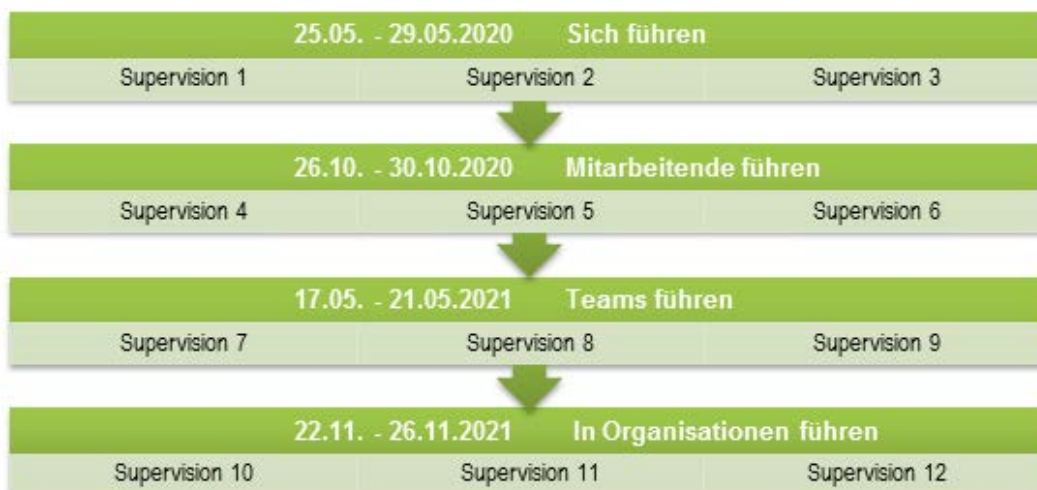 25.05. - 29.05.2020 Sich führen
Supervision 1 Supervision 2 Supervision 3
26.10. - 30.10.2020 Mitarbeitende führen
Supervision 4 Supervision 5 Supervision 6
17.05. - 21.05.2021 Teams führen
Supervision 7 Supervision 8 Supervision 9
22.11. - 26.11.2021 In Organisationen führen
Supervision 10 Supervision 11 Supervision 12